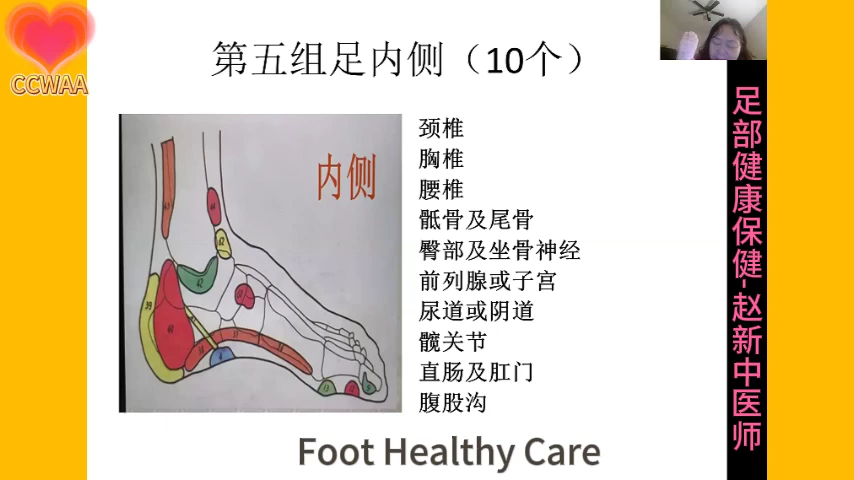 CCWAA
第五组足内侧（10个）
内侧
颈椎
胸椎
腰椎
骶骨及尾骨
臀部及坐骨神经
前列腺或子宫
尿道或阴道
髋关节
直肠及肛门
腹股沟
Foot Healthy Care
足部健康保健-赵新中医师